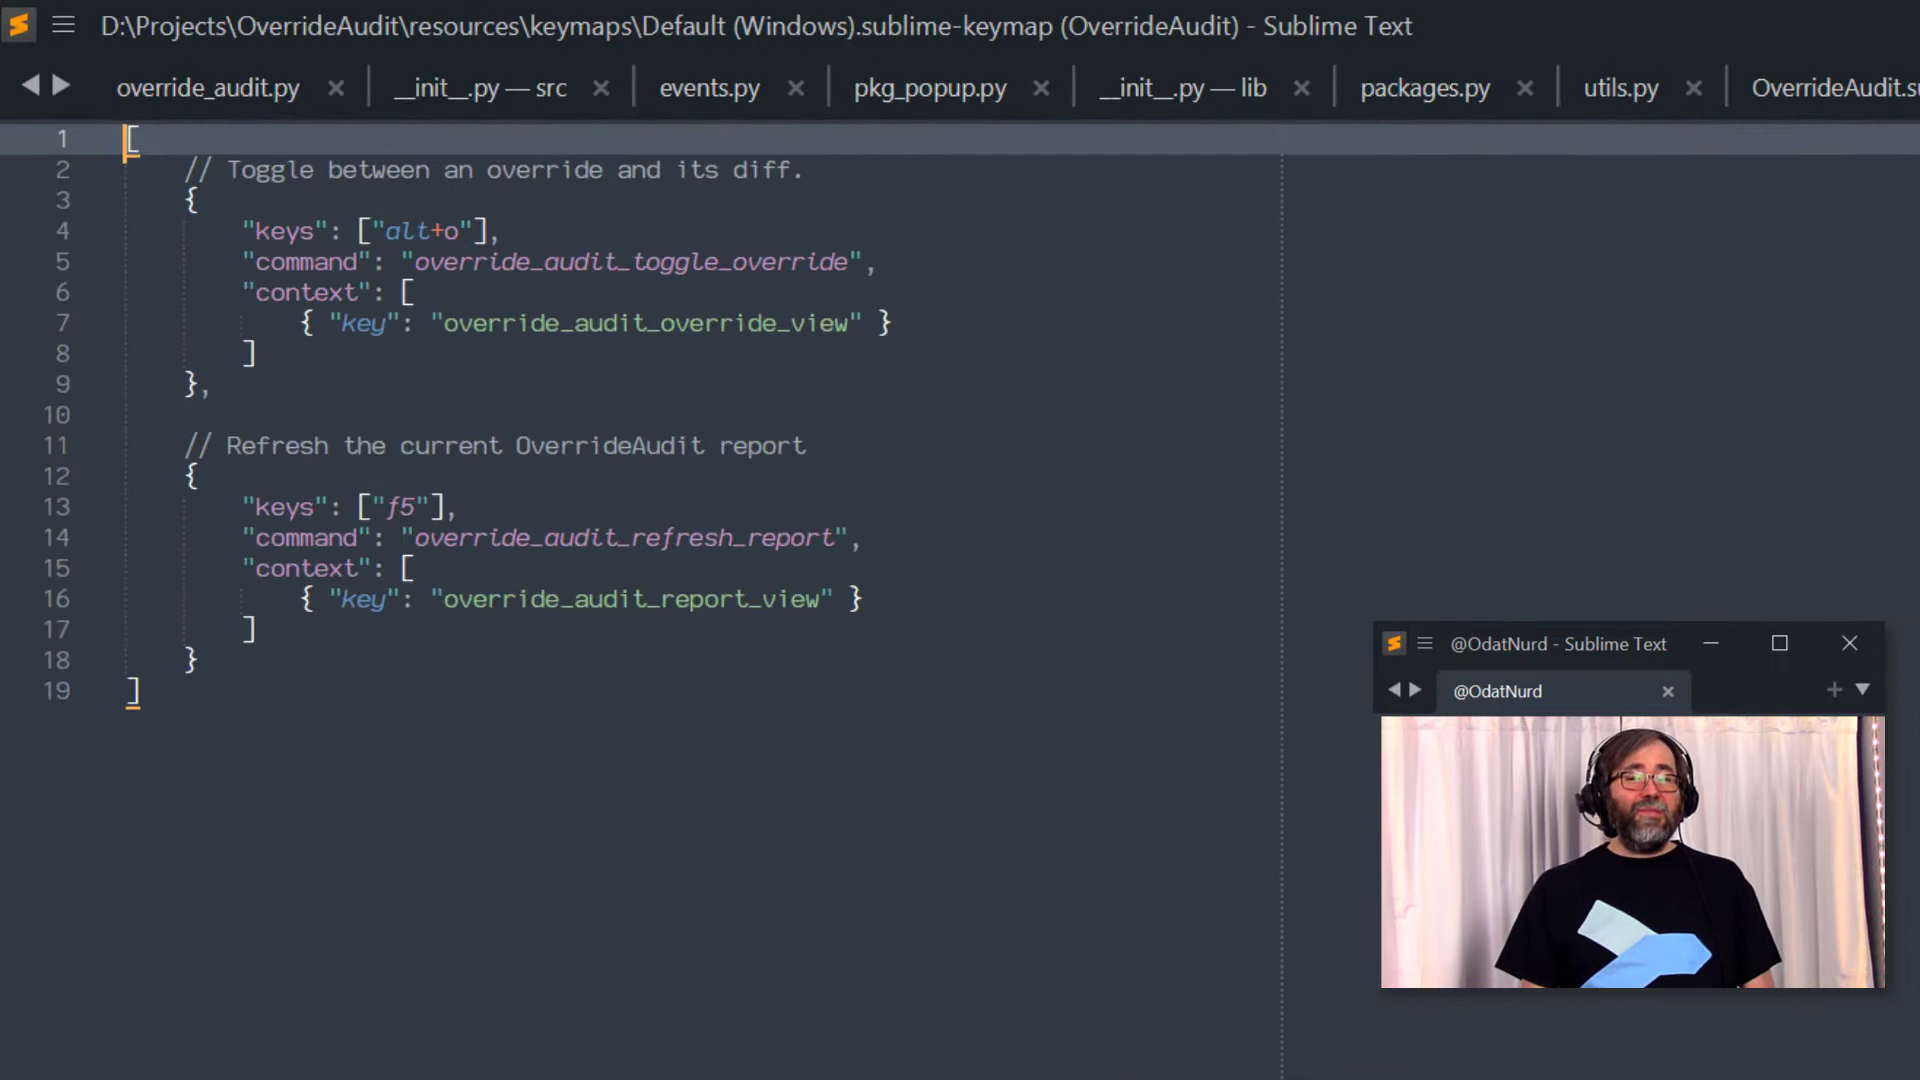 D:\Projects\OverrideAudit\resources\keymaps\Default (Windows).sublime-keymap (OverrideAudit) - Sublime Text
override_audit.py
__init__.py — src
events.py
pkg_popup.py
__init__.py — lib
packages.py
utils.py
OverrideAudit.su
1 [
2 // Toggle between an override and its diff.
3 {
4 "keys": ["alt+o"],
5 "command": "override_audit_toggle_override",
6 "context": [
7 { "key": "override_audit_override_view" }
8 ]
9 },
10
11 // Refresh the current OverrideAudit report
12 {
13 "keys": ["f5"],
14 "command": "override_audit_refresh_report",
15 "context": [
16 { "key": "override_audit_report_view" }
17 ]
18 }
19 ]
@OdatNurd - Sublime Text
@OdatNurd